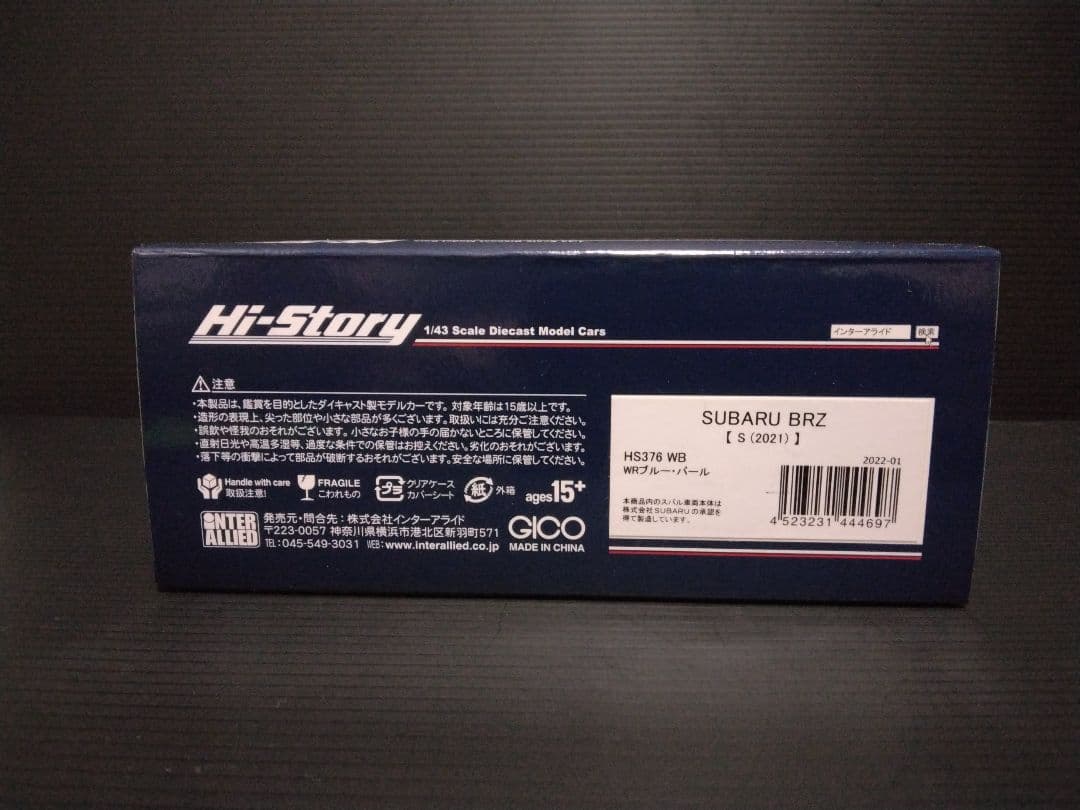 Hi-Story 1/43 Scale Diecast Model Cars
インターアライド 検索
注意
・本製品は、鑑賞を目的としたダイキャスト製モデルカーです。対象年齢は15歳以上です。
・造形の表現上、尖った部位や小さな部品が多くございます。取扱いには充分ご注意ください。
・誤飲や怪我のおそれがございます。小さなお子様の手の届かないところに保管してください。
・直射日光や高温多湿等、過度な条件での保管はお控えください。劣化のおそれがございます。
・落下等の衝撃によって部品が破断するおそれがございます。安全な場所に保管してください。
Handle with care
取扱注意!
FRAGILE
こわれもの
プラ
クリアケース
カバーシート
紙
外箱
ages15+
INTER
ALLIED
発売元・問合先：株式会社インターアライド
〒223-0057 神奈川県横浜市港北区新羽町571
TEL:045-549-3031 WEB:www.interallied.co.jp
GICO
MADE IN CHINA
SUBARU BRZ
【 S (2021) 】
HS376 WB
WRブルー・パール
2022-01
本商品内のスバル車両本体は
株式会社SUBARUの承認を
得て製造しています。
4 523231 444697